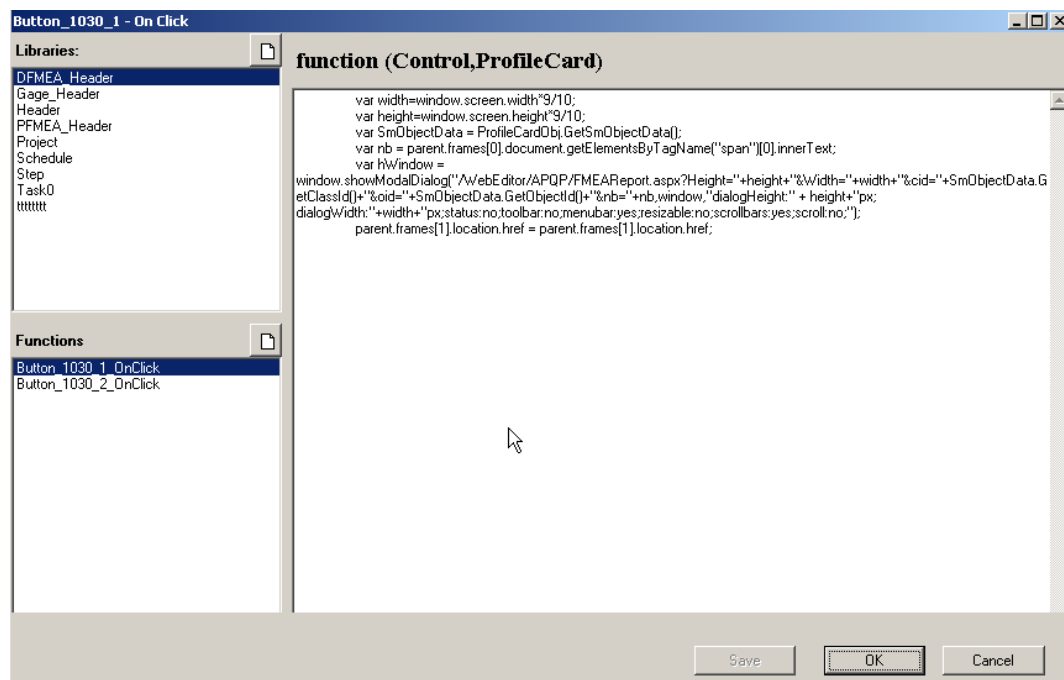 Button_1030_1 - On Click
Libraries:
DFMEA_Header
Gage_Header
Header
PFMEA_Header
Project
Schedule
Step
Task0
tttttttt
Functions
Button_1030_1_OnClick
Button_1030_2_OnClick
function (Control,ProfileCard)
var width=window.screen.width*9/10;
var height=window.screen.height*9/10;
var SmObjectData = ProfileCardObj.GetSmObjectData();
var nb = parent.frames[0].document.getElementsByTagName("span")[0].innerText;
var hWindow =
window.showModalDialog("/WebEditor/APQP/FMEAReport.aspx?Height="+height+"&Width="+width+"&cid="+SmObjectData.G
etClassId()+"&oid="+SmObjectData.GetObjectId()+"&nb="+nb,window,"dialogHeight:" + height+"px;
dialogWidth:"+width+"px;status:no;toolbar:no;menubar:yes;resizable:no;scrollbars:yes;scroll:no;");
parent.frames[1].location.href = parent.frames[1].location.href;
Save
OK
Cancel